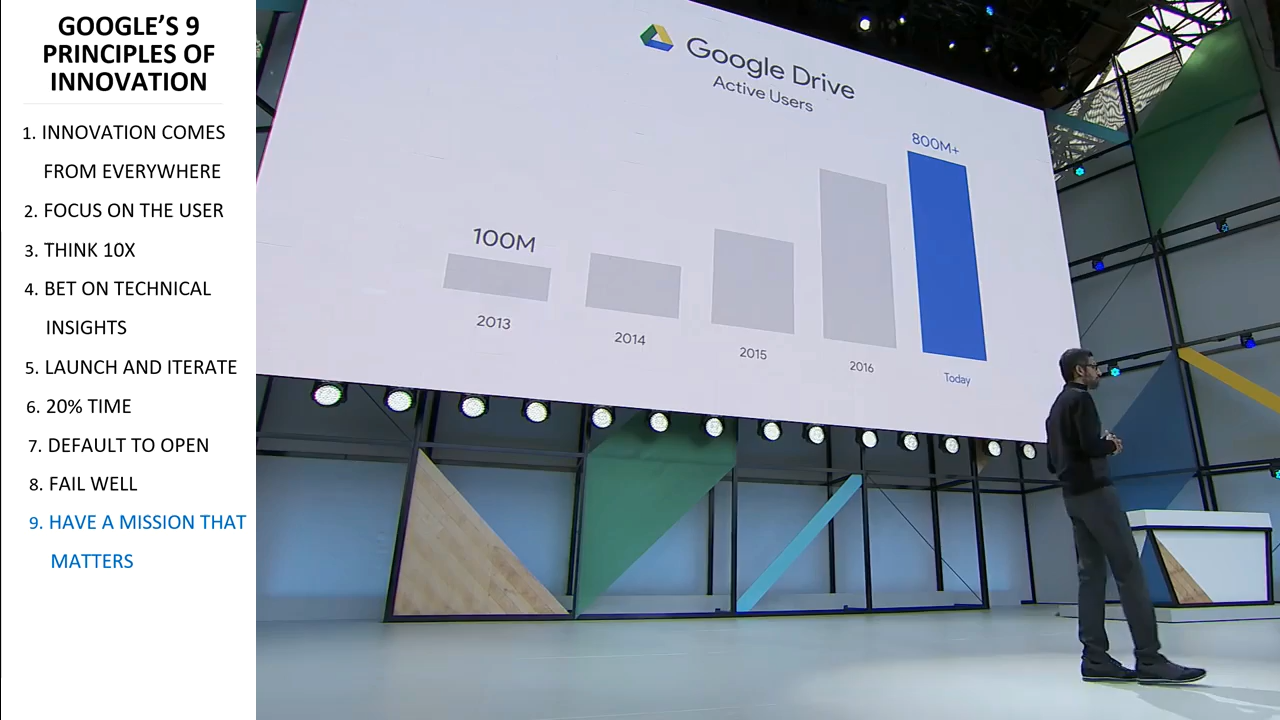 GOOGLE’S 9
PRINCIPLES OF
INNOVATION
1. INNOVATION COMES
FROM EVERYWHERE
2. FOCUS ON THE USER
3. THINK 10X
4. BET ON TECHNICAL
INSIGHTS
5. LAUNCH AND ITERATE
6. 20% TIME
7. DEFAULT TO OPEN
8. FAIL WELL
9. HAVE A MISSION THAT
MATTERS
Google Drive
Active Users
100M
800M+
2013
2014
2015
2016
Today